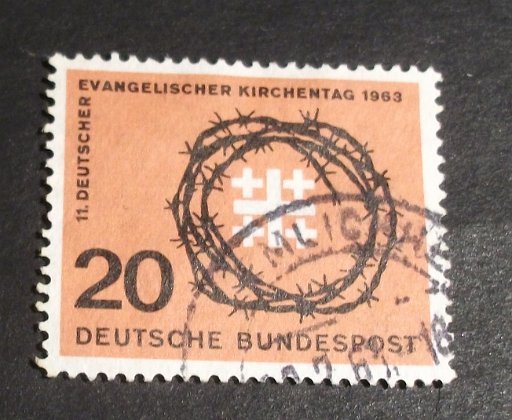 11. DEUTSCHER
EVANGELISCHER KIRCHENTAG 1963
20
DEUTSCHE BUNDESPOST